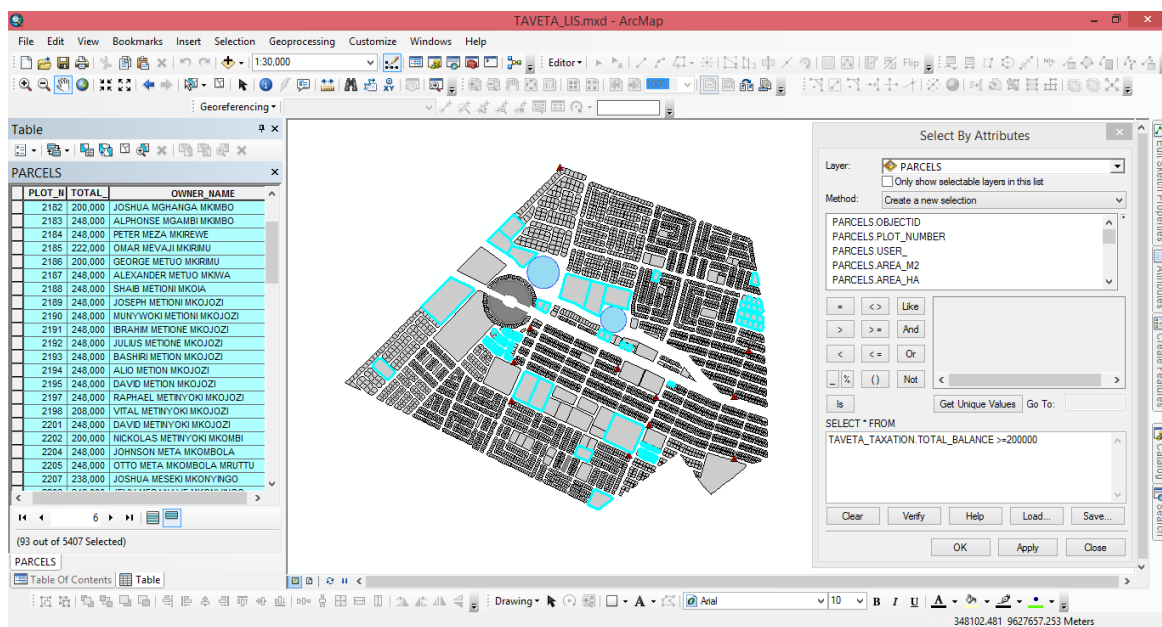 TAVETA_LIS.mxd - ArcMap
File Edit View Bookmarks Insert Selection Geoprocessing Customize Windows Help
1:30,000
Editor
Flip
100%
Georeferencing
Table
PARCELS
PLOT_N TOTAL_ OWNER_NAME
2182 200,000 JOSHUA MGHANGA MKIMBO
2183 248,000 ALPHONSE MGAMBI MKIMBO
2184 248,000 PETER MEZA MKIREWE
2185 222,000 OMAR MEVAJI MKIRIMU
2186 200,000 GEORGE METUO MKIRIMU
2187 248,000 ALEXANDER METUO MKIWA
2188 248,000 SHAIB METIONI MKOIA
2189 248,000 JOSEPH METIONI MKOJOZI
2190 248,000 MUNYWOKI METIONI MKOJOZI
2191 248,000 IBRAHIM METIONE MKOJOZI
2192 248,000 JULIUS METIONE MKOJOZI
2193 248,000 BASHIRI METION MKOJOZI
2194 248,000 ALIO METION MKOJOZI
2195 248,000 DAVID METION MKOJOZI
2197 248,000 RAPHAEL METINYOKI MKOJOZI
2198 208,000 VITAL METINYOKI MKOJOZI
2201 248,000 DAVID METINYOKI MKOJOZI
2202 200,000 NICKOLAS METINYOKI MKOMBI
2204 248,000 JOHNSON META MKOMBOLA
2205 248,000 OTTO META MKOMBOLA MRUTTU
2207 238,000 JOSHUA MESEKI MKONYINGO
6
(93 out of 5407 Selected)
PARCELS
Table Of Contents Table
Select By Attributes
Layer: PARCELS
Only show selectable layers in this list
Method: Create a new selection
PARCELS.OBJECTID
PARCELS.PLOT_NUMBER
PARCELS.USER_
PARCELS.AREA_M2
PARCELS.AREA_HA
= < > Like
> > = And
< < = Or
_ % ( ) Not
Is Get Unique Values Go To:
SELECT * FROM
TAVETA_TAXATION.TOTAL_BALANCE >=200000
Clear Verify Help Load... Save...
OK Apply Close
Edit Sketch Properties
Attributes
Create Features
Catalog
Search
Drawing A Arial 10 B I U A
348102.481 9627657.253 Meters